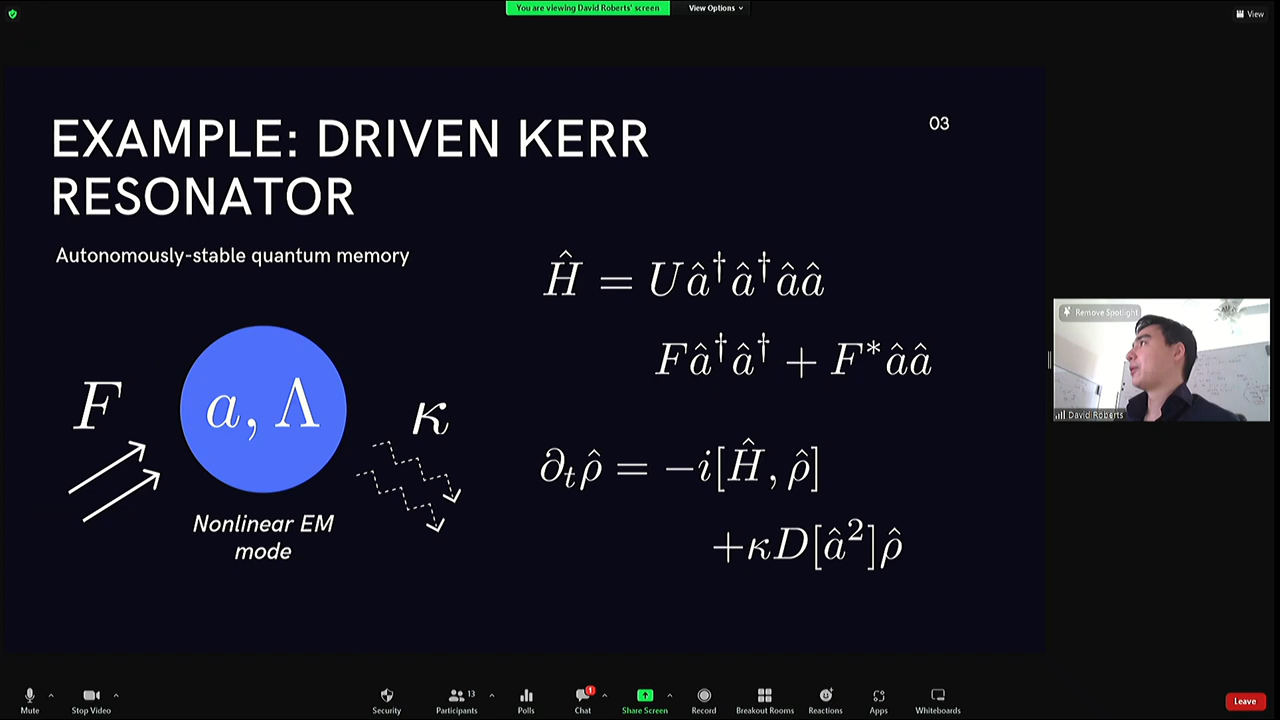 You are viewing David Roberts' screen
View Options
View
EXAMPLE: DRIVEN KERR
RESONATOR
03
Autonomously-stable quantum memory
Ĥ = Uâ†â†ââ
Fâ†â† + F*ââ
F
a, Λ
κ
∂ₜρ̂ = −i[Ĥ, ρ̂]
+κD[â²]ρ̂
Nonlinear EM
mode
Remove Spotlight
David Roberts
Mute
Stop Video
Security
Participants
13
Polls
Chat
1
Share Screen
Record
Breakout Rooms
Reactions
Apps
Whiteboards
Leave